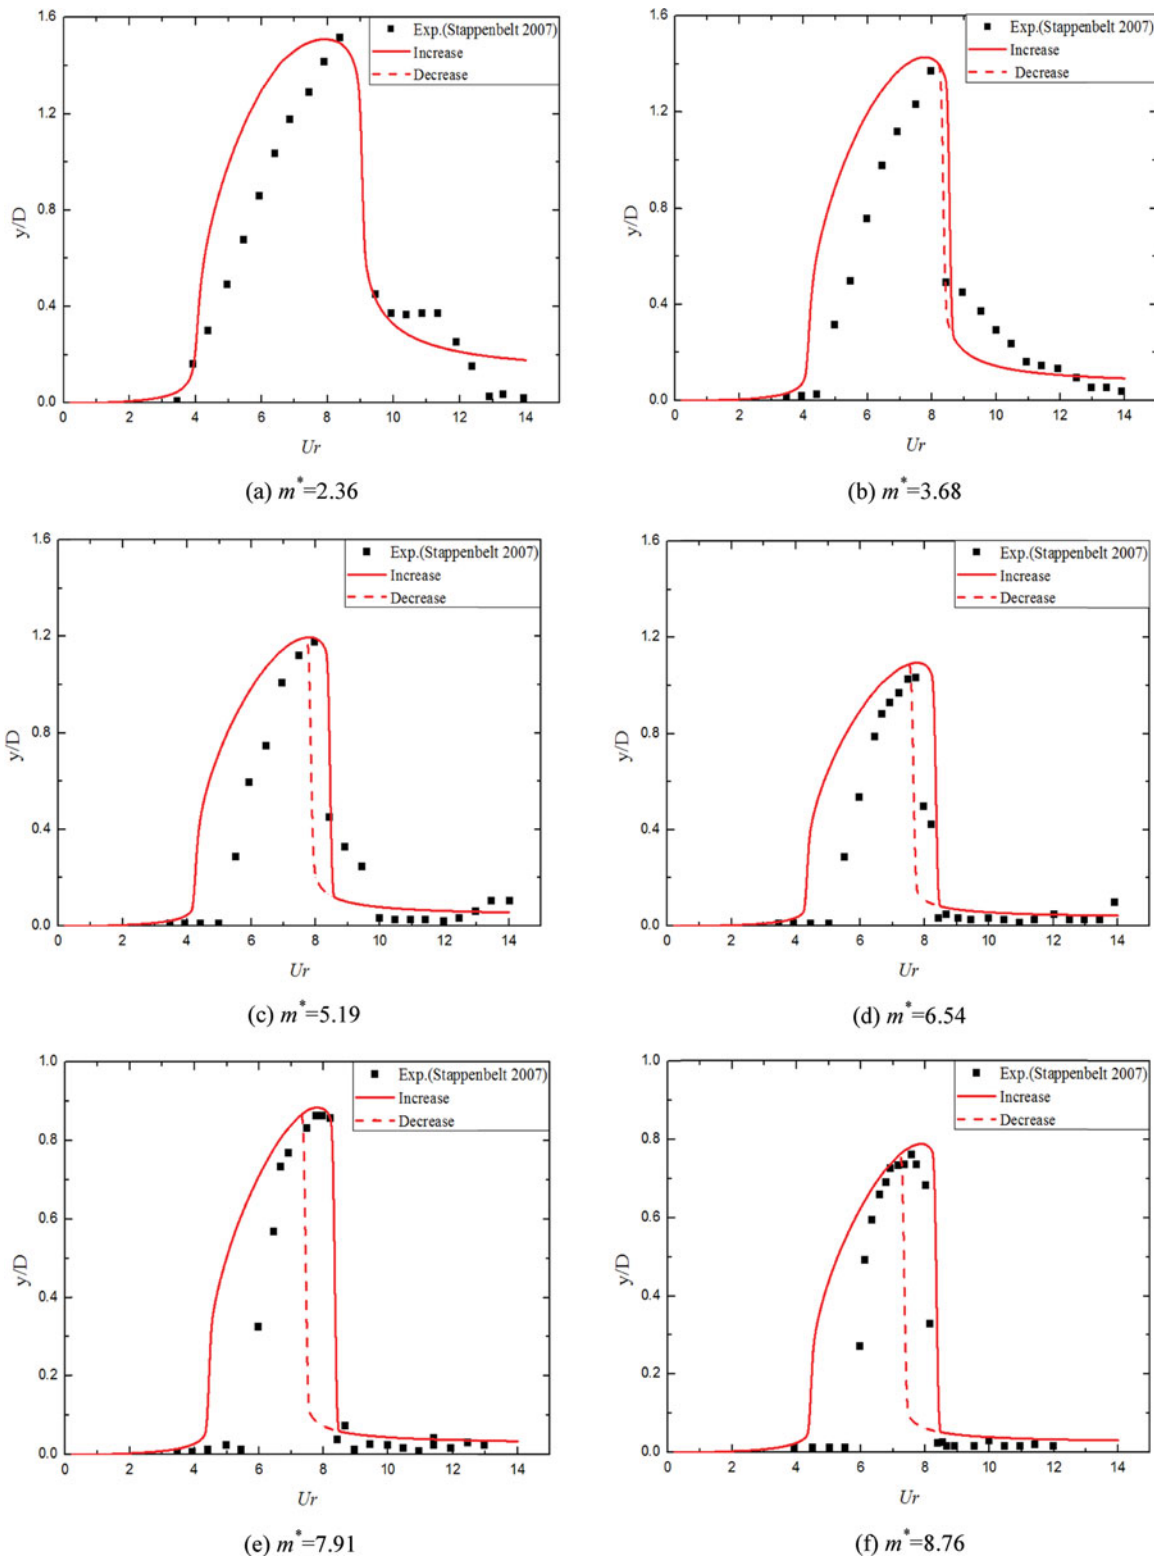 1.6
1.2
0.8
0.4
0.0
y/D
0 2 4 6 8 10 12 14
Ur
Exp.(Stappenbelt 2007)
Increase
Decrease
(a) m*=2.36
1.6
1.2
0.8
0.4
0.0
y/D
0 2 4 6 8 10 12 14
Ur
Exp.(Stappenbelt 2007)
Increase
Decrease
(b) m*=3.68
1.6
1.2
0.8
0.4
0.0
y/D
0 2 4 6 8 10 12 14
Ur
Exp.(Stappenbelt 2007)
Increase
Decrease
(c) m*=5.19
1.6
1.2
0.8
0.4
0.0
y/D
0 2 4 6 8 10 12 14
Ur
Exp.(Stappenbelt 2007)
Increase
Decrease
(d) m*=6.54
1.0
0.8
0.6
0.4
0.2
0.0
y/D
0 2 4 6 8 10 12 14
Ur
Exp.(Stappenbelt 2007)
Increase
Decrease
(e) m*=7.91
1.0
0.8
0.6
0.4
0.2
0.0
y/D
0 2 4 6 8 10 12 14
Ur
Exp.(Stappenbelt 2007)
Increase
Decrease
(f) m*=8.76